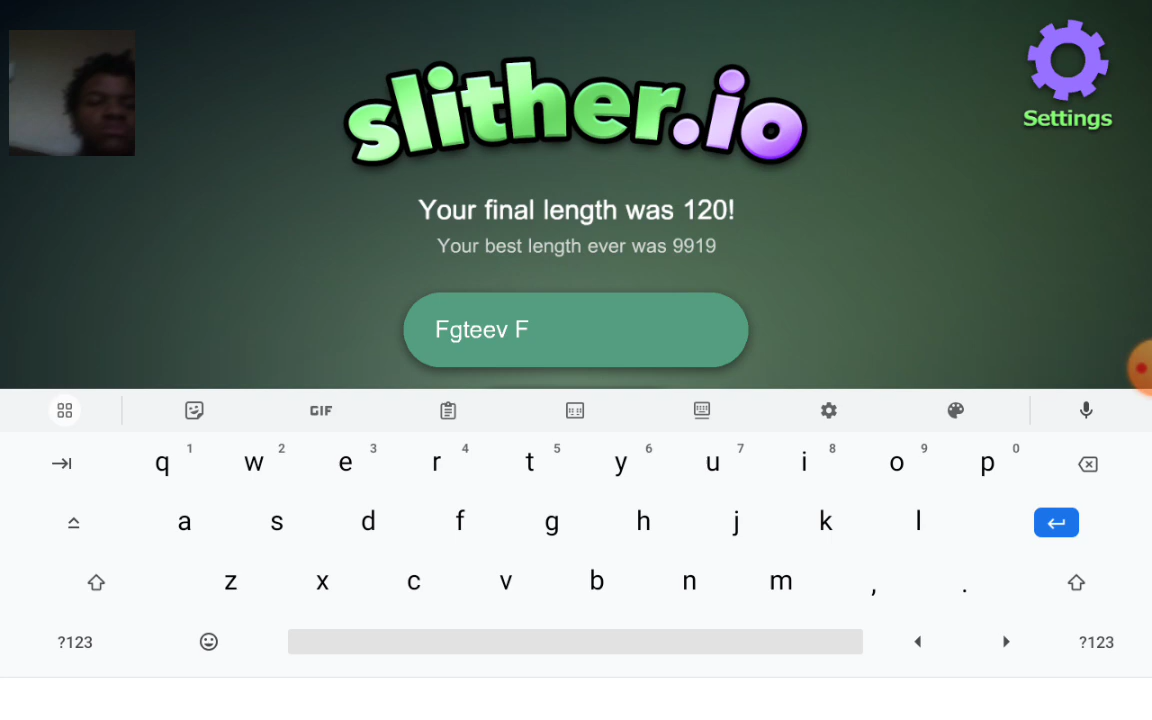 slither.io
Settings
Your final length was 120!
Your best length ever was 9919
Fgteev F
GIF
q 1 w 2 e 3 r 4 t 5 y 6 u 7 i 8 o 9 p 0
a s d f g h j k l
z x c v b n m , .
?123 ?123